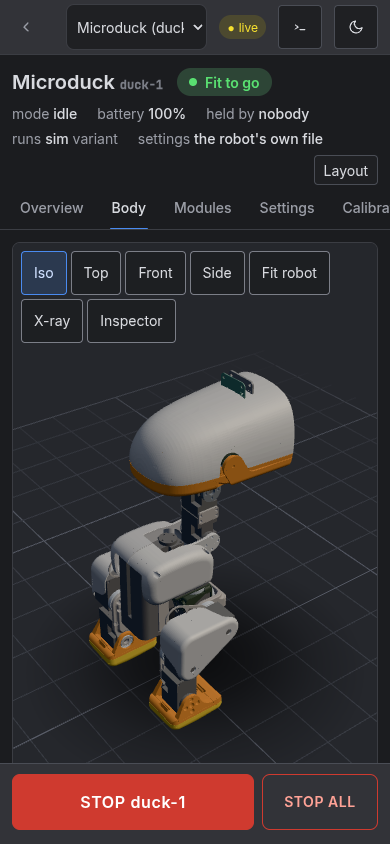 Microduck (duck
● live
>_
Microduck duck-1 Fit to go
mode idle battery 100% held by nobody
runs sim variant settings the robot's own file
Layout
Overview Body Modules Settings Calibra
Iso Top Front Side Fit robot
X-ray Inspector
STOP duck-1 STOP ALL